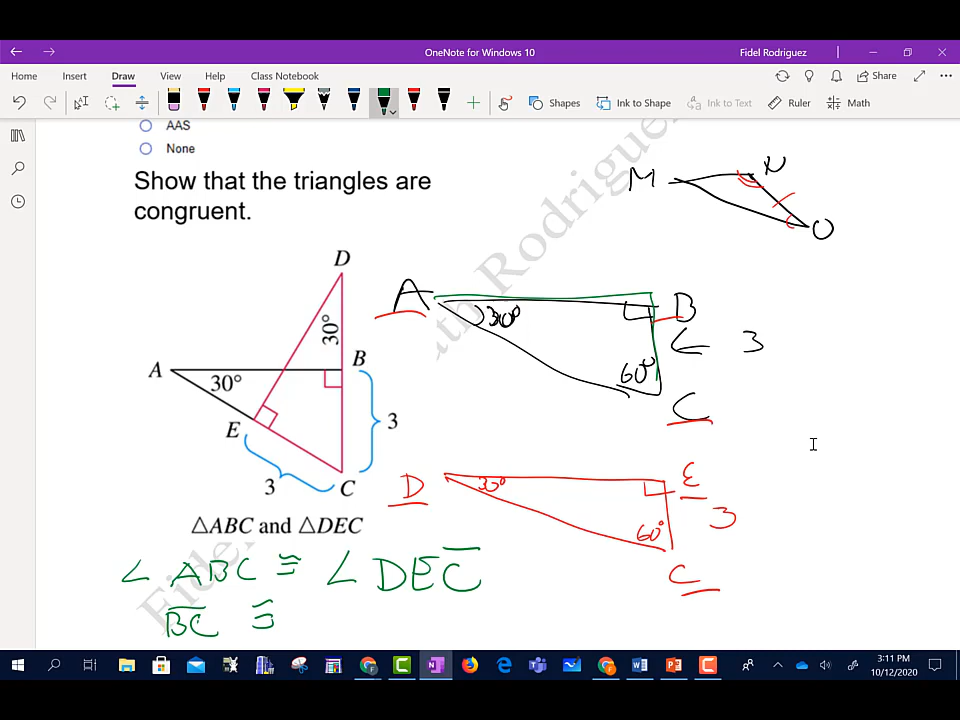 OneNote for Windows 10
Fidel Rodriguez
Home Insert Draw View Help Class Notebook
Share
Shapes Ink to Shape Ink to Text Ruler Math
AAS
None
Show that the triangles are
congruent.
M N O
D
30°
A B
30°
E
3
3
C
△ABC and △DEC
A B
30°
3
60°
C
D E
30°
3
60°
C
∠ ABC ≅ ∠ DEC
BC ≅
3:11 PM
10/12/2020